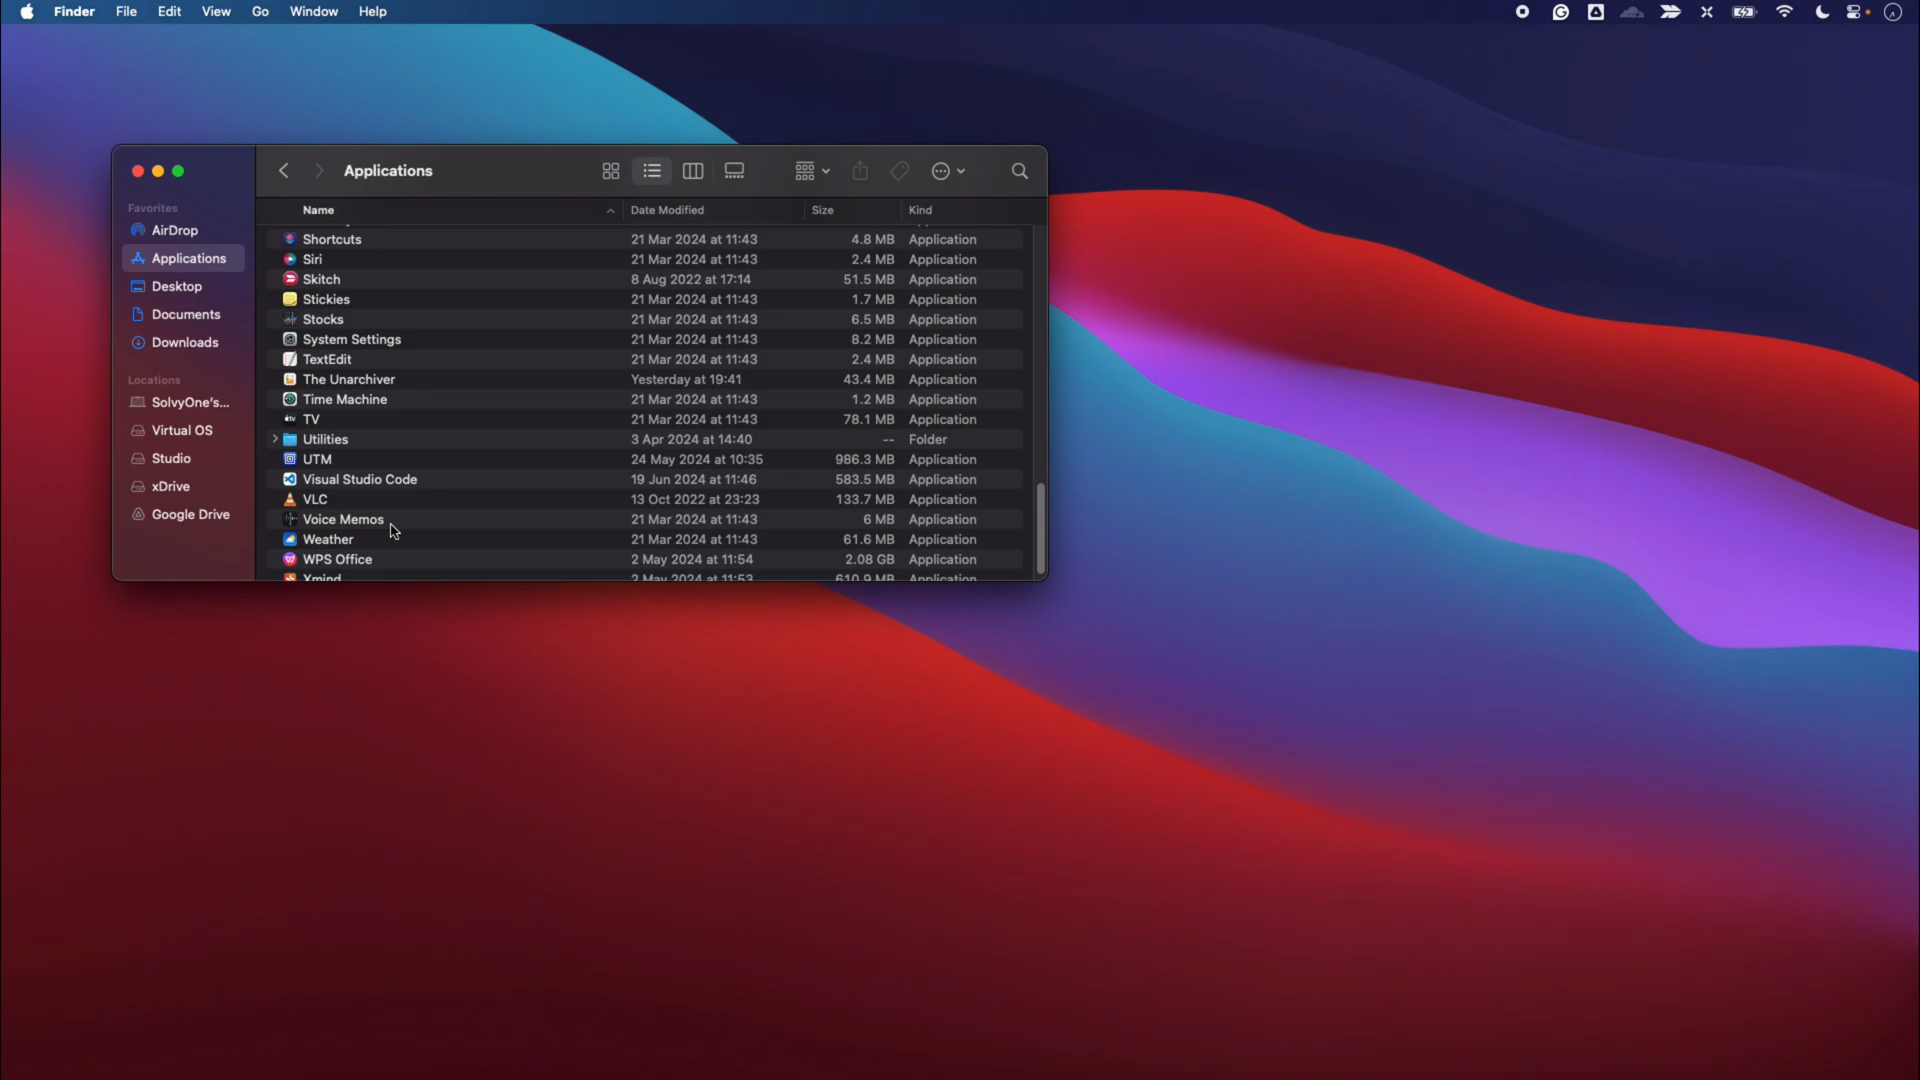 Finder File Edit View Go Window Help
Applications
Favorites
AirDrop
Applications
Desktop
Documents
Downloads
Locations
SolvyOne's...
Virtual OS
Studio
xDrive
Google Drive
Name Date Modified Size Kind
Shortcuts 21 Mar 2024 at 11:43 4.8 MB Application
Siri 21 Mar 2024 at 11:43 2.4 MB Application
Skitch 8 Aug 2022 at 17:14 51.5 MB Application
Stickies 21 Mar 2024 at 11:43 1.7 MB Application
Stocks 21 Mar 2024 at 11:43 6.5 MB Application
System Settings 21 Mar 2024 at 11:43 8.2 MB Application
TextEdit 21 Mar 2024 at 11:43 2.4 MB Application
The Unarchiver Yesterday at 19:41 43.4 MB Application
Time Machine 21 Mar 2024 at 11:43 1.2 MB Application
TV 21 Mar 2024 at 11:43 78.1 MB Application
Utilities 3 Apr 2024 at 14:40 -- Folder
UTM 24 May 2024 at 10:35 986.3 MB Application
Visual Studio Code 19 Jun 2024 at 11:46 583.5 MB Application
VLC 13 Oct 2022 at 23:23 133.7 MB Application
Voice Memos 21 Mar 2024 at 11:43 6 MB Application
Weather 21 Mar 2024 at 11:43 61.6 MB Application
WPS Office 2 May 2024 at 11:54 2.08 GB Application
Xmind 2 May 2024 at 11:53 610.9 MB Application